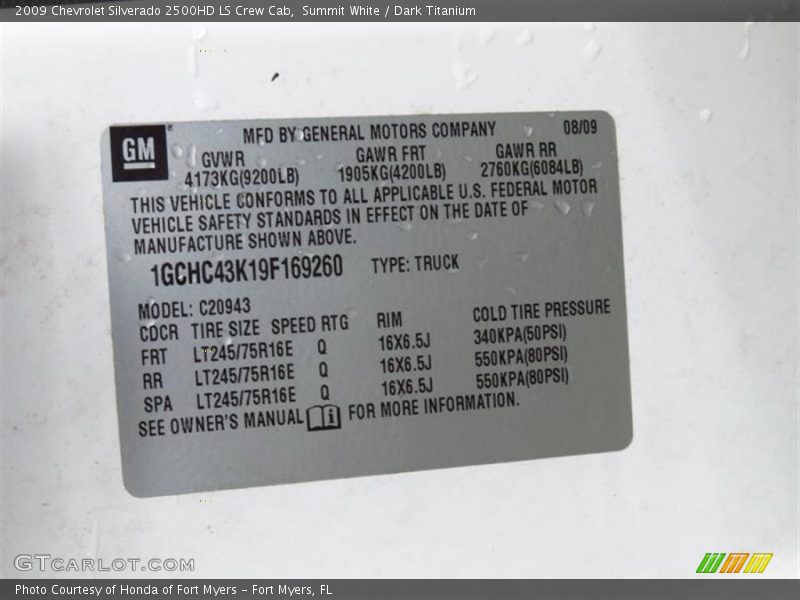 2009 Chevrolet Silverado 2500HD LS Crew Cab,  Summit White / Dark Titanium
GM®
MFD BY GENERAL MOTORS COMPANY 08/09
GVWR GAWR FRT GAWR RR
4173KG(9200LB) 1905KG(4200LB) 2760KG(6084LB)
THIS VEHICLE CONFORMS TO ALL APPLICABLE U.S. FEDERAL MOTOR
VEHICLE SAFETY STANDARDS IN EFFECT ON THE DATE OF
MANUFACTURE SHOWN ABOVE.
1GCHC43K19F169260 TYPE: TRUCK
MODEL: C20943
CDCR TIRE SIZE SPEED RTG RIM COLD TIRE PRESSURE
FRT LT245/75R16E Q 16X6.5J 340KPA(50PSI)
RR LT245/75R16E Q 16X6.5J 550KPA(80PSI)
SPA LT245/75R16E Q 16X6.5J 550KPA(80PSI)
SEE OWNER'S MANUAL i FOR MORE INFORMATION.
GTCARLOT.COM
Photo Courtesy of Honda of Fort Myers – Fort Myers, FL